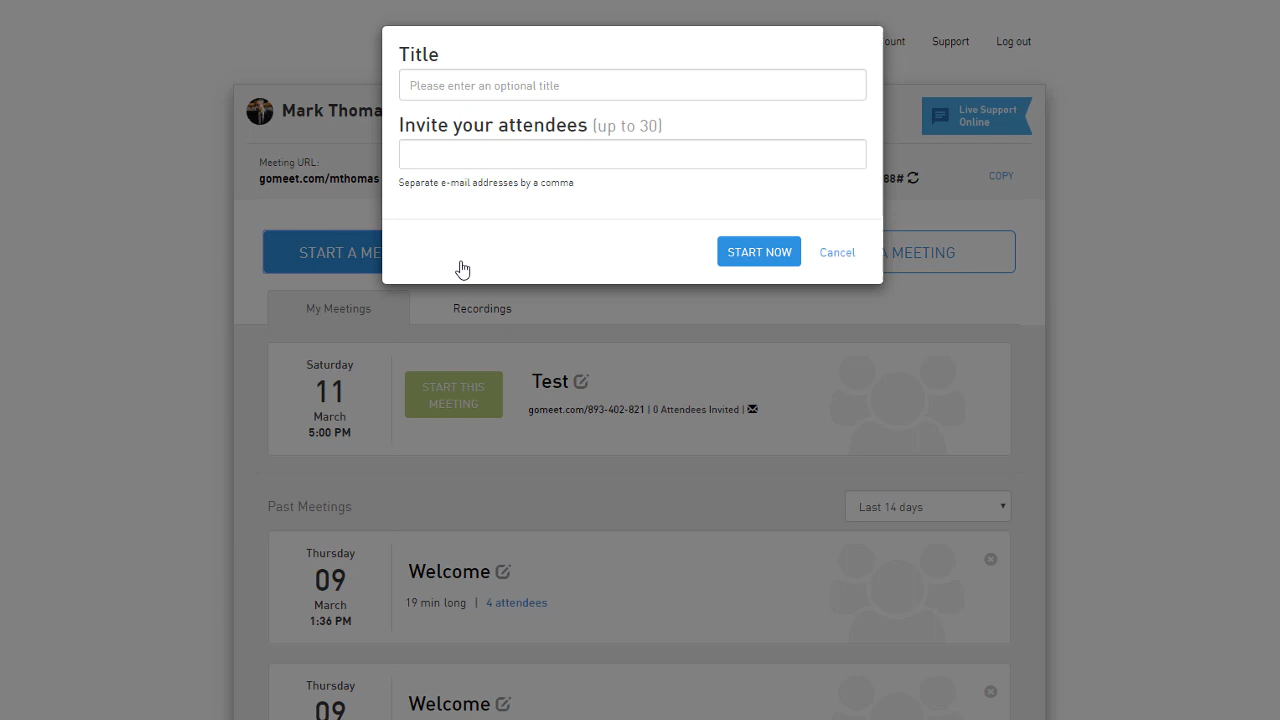 Title
Please enter an optional title
Invite your attendees (up to 30)
Separate e-mail addresses by a comma
START NOW Cancel
ount Support Log out
Mark Thoma
Live Support
Online
Meeting URL:
gomeet.com/mthomas 88# COPY
START A ME A MEETING
My Meetings Recordings
Saturday
11
March
5:00 PM
START THIS
MEETING
Test
gomeet.com/893-402-821 | 0 Attendees Invited |
Past Meetings Last 14 days
Thursday
09
March
1:36 PM
Welcome
19 min long | 4 attendees
Thursday
09
Welcome